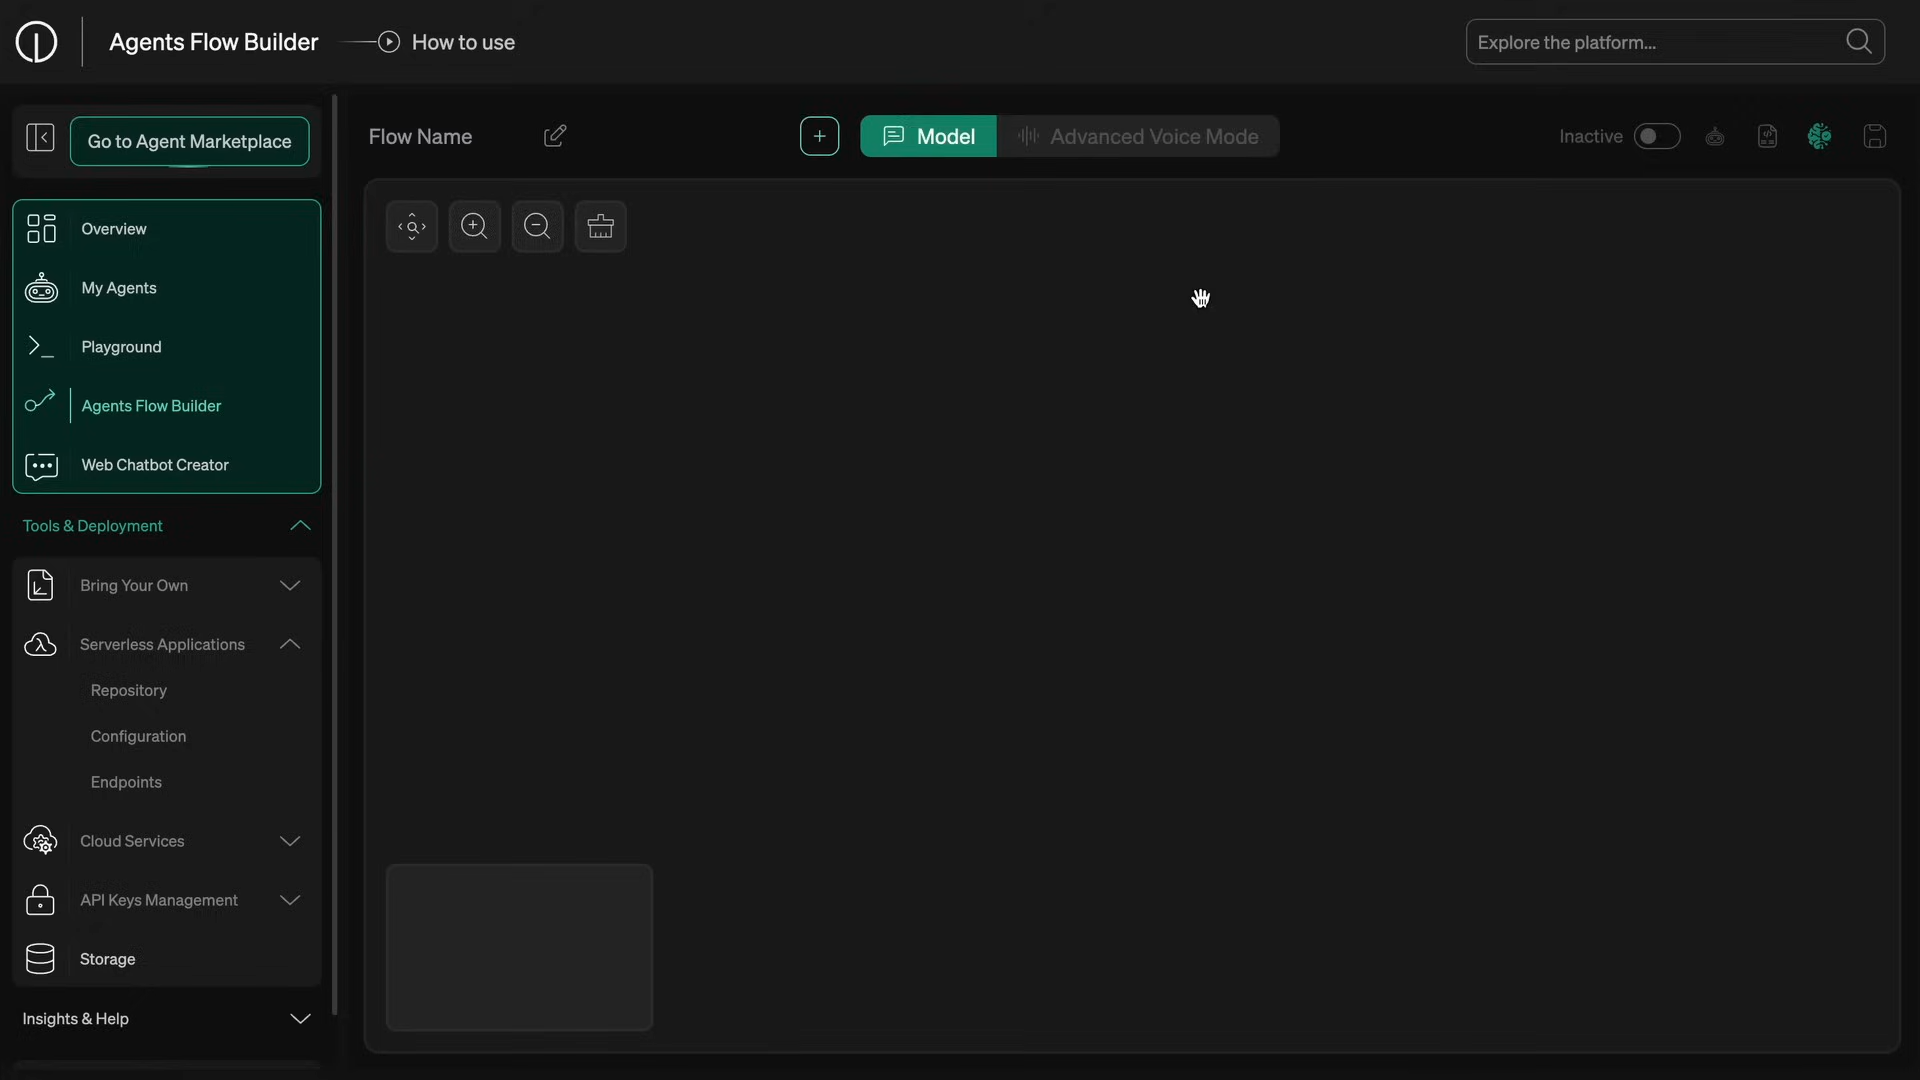 Agents Flow Builder
How to use
Explore the platform...
Go to Agent Marketplace
Flow Name
Model
Advanced Voice Mode
Inactive
Overview
My Agents
Playground
Agents Flow Builder
Web Chatbot Creator
Tools & Deployment
Bring Your Own
Serverless Applications
Repository
Configuration
Endpoints
Cloud Services
API Keys Management
Storage
Insights & Help